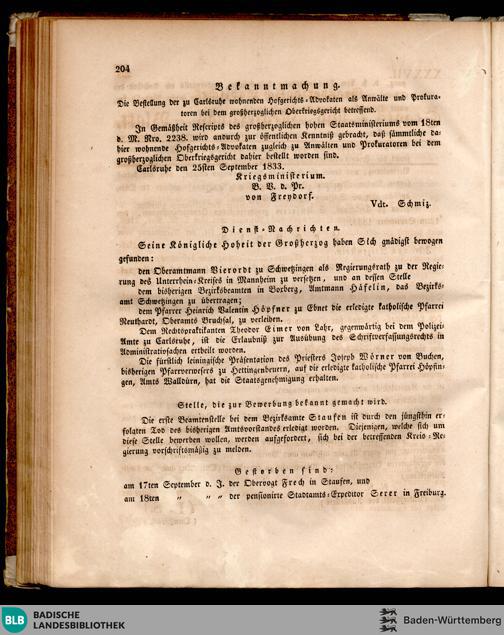 204
Bekanntmachung.
Die Bestellung der zu Carlsruhe wohnenden Hofgerichts-Advokaten als Anwälte und Prokura-
toren bei dem großherzoglichen Oberkriegsgericht betreffend.
In Gemäßheit Rescripts des großherzoglichen hohen Staatsministeriums vom 18ten
d. M. Nro. 2238. wird andurch zur öffentlichen Kenntniß gebracht, daß sämmtliche da-
hier wohnende Hofgerichts-Advokaten zugleich zu Anwälten und Prokuratoren bei dem
großherzoglichen Oberkriegsgericht dahier bestellt worden sind.
Carlsruhe den 25sten September 1833.
Kriegsministerium.
B. B. d. Pr.
von Freydorf.
Vdt. Schmiz.
Dienst-Nachrichten.
Seine Königliche Hoheit der Großherzog haben Sich gnädigst bewogen
gefunden:
den Oberamtmann Vierordt zu Schwetzingen als Regierungsrath zu der Regie-
rung des Unterrhein-Kreises in Mannheim zu versetzen, und an dessen Stelle
dem bisherigen Bezirksbeamten in Boxberg, Amtmann Häfelin, das Bezirks-
amt Schwetzingen zu übertragen;
dem Pfarrer Heinrich Valentin Höpfner zu Ebnet die erledigte katholische Pfarrei
Neuthardt, Oberamts Bruchsal, zu verleihen.
Dem Rechtspraktikanten Theodor Eimer von Lahr, gegenwärtig bei dem Polizei-
Amte zu Carlsruhe, ist die Erlaubniß zur Ausübung des Schriftverfassungsrechts in
Administrativsachen ertheilt worden.
Die fürstlich leiningische Präsentation des Priesters Joseph Wörner von Buchen,
bisherigen Pfarrverwesers zu Hettingenbeuern, auf die erledigte katholische Pfarrei Höpfin-
gen, Amts Walldürn, hat die Staatsgenehmigung erhalten.
Stelle, die zur Bewerbung bekannt gemacht wird.
Die erste Beamtenstelle bei dem Bezirksamte Staufen ist durch den jüngsthin er-
folgten Tod des bisherigen Amtsvorstandes erledigt worden. Diejenigen, welche sich um
diese Stelle bewerben wollen, werden aufgefordert, sich bei der betreffenden Kreis-Re-
gierung vorschriftsmäßig zu melden.
Gestorben sind:
am 17ten September d. J. der Obervogt Frech in Staufen, und
am 18ten " " " der pensionirte Stadtamts-Expeditor Serer in Freiburg.
BLB BADISCHE
LANDESBIBLIOTHEK
Baden-Württemberg